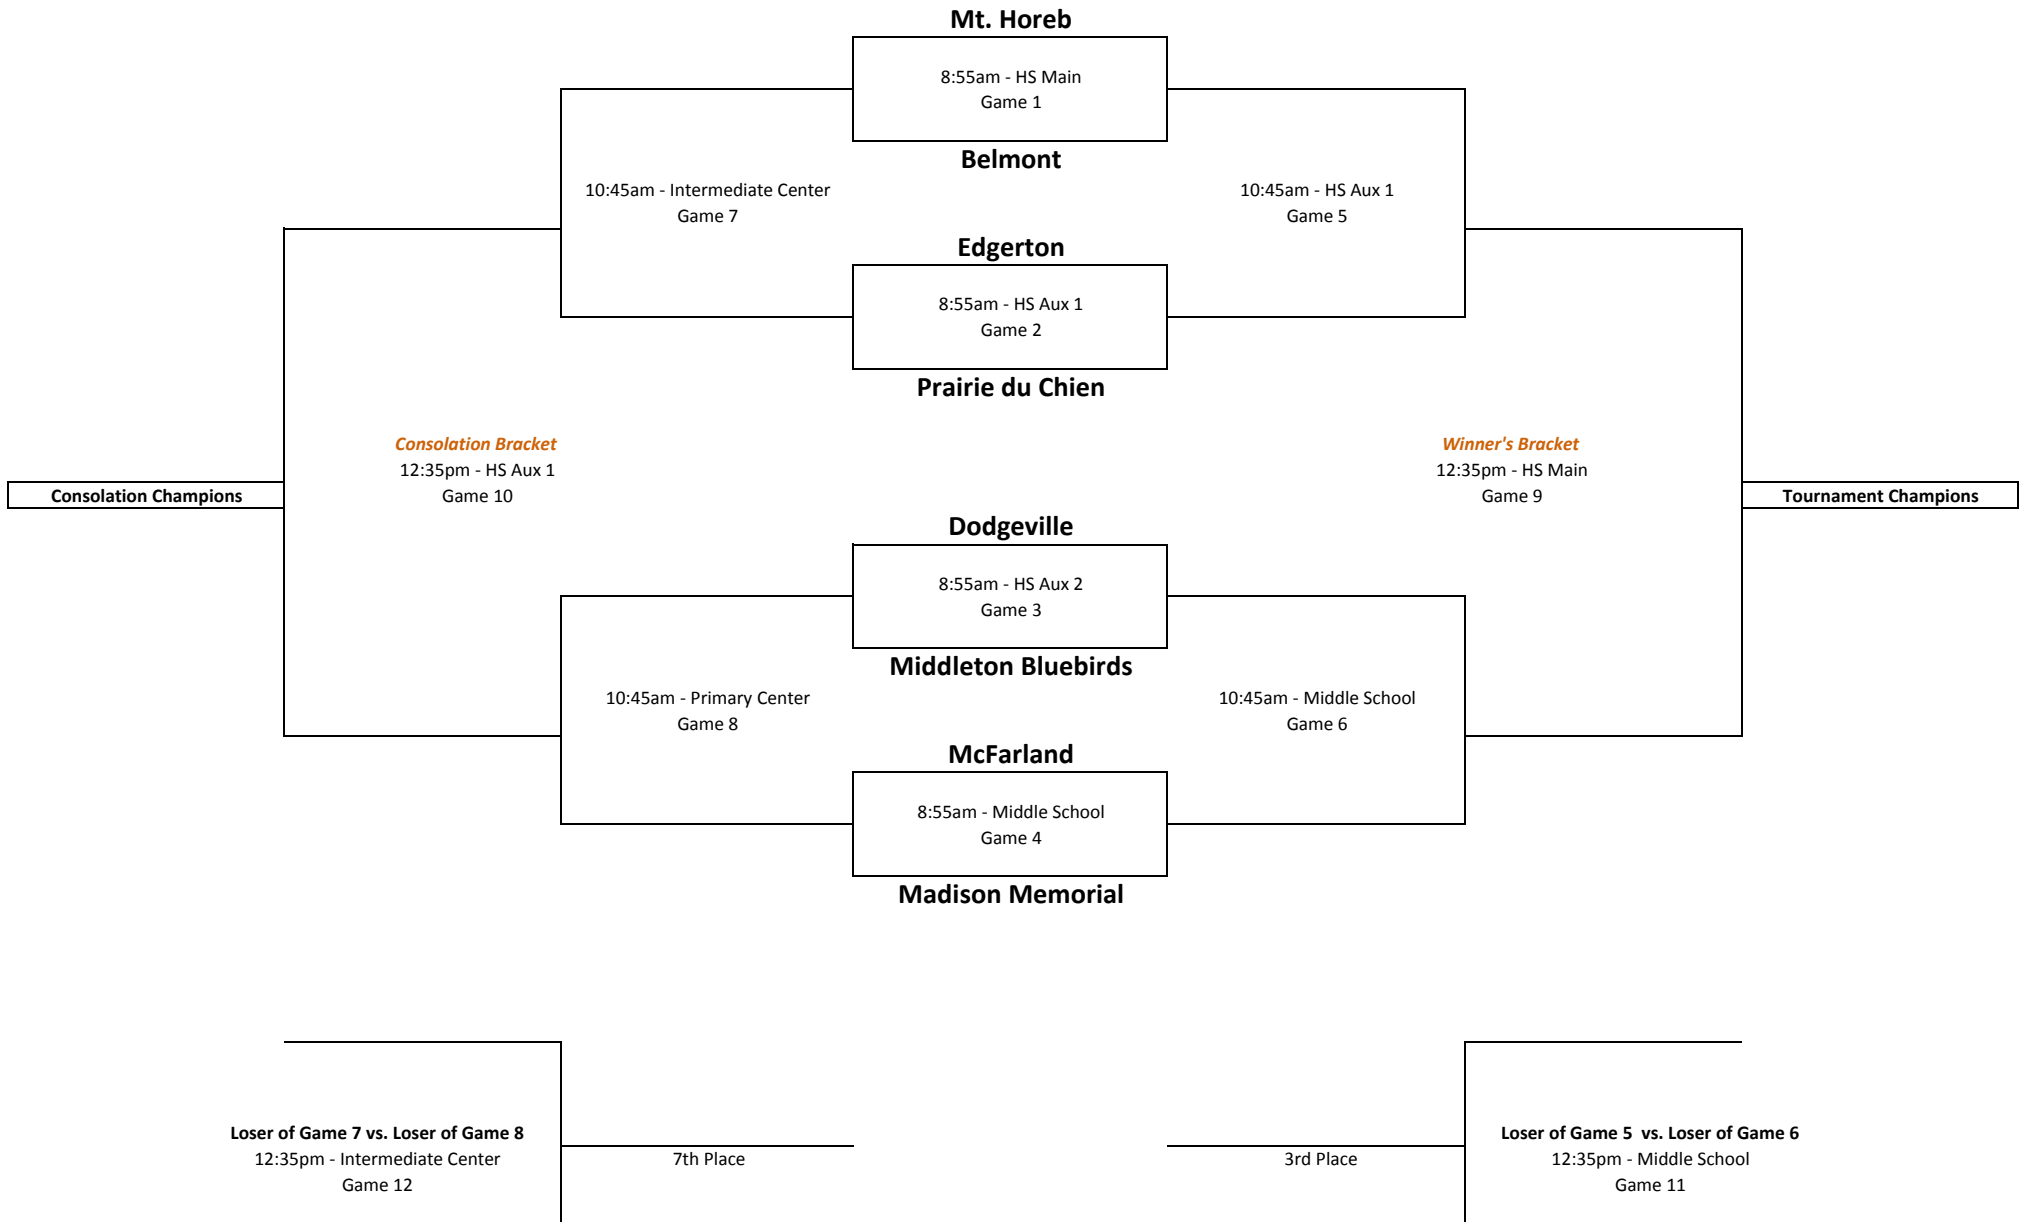 Mt. Horeb
8:55am - HS Main
Game 1
Belmont
10:45am - Intermediate Center
Game 7
10:45am - HS Aux 1
Game 5
Edgerton
8:55am - HS Aux 1
Game 2
Prairie du Chien
Consolation Bracket
12:35pm - HS Aux 1
Game 10
Consolation Champions
Winner's Bracket
12:35pm - HS Main
Game 9
Tournament Champions
Dodgeville
8:55am - HS Aux 2
Game 3
Middleton Bluebirds
10:45am - Primary Center
Game 8
10:45am - Middle School
Game 6
McFarland
8:55am - Middle School
Game 4
Madison Memorial
Loser of Game 7 vs. Loser of Game 8
12:35pm - Intermediate Center
Game 12
7th Place
3rd Place
Loser of Game 5  vs. Loser of Game 6
12:35pm - Middle School
Game 11